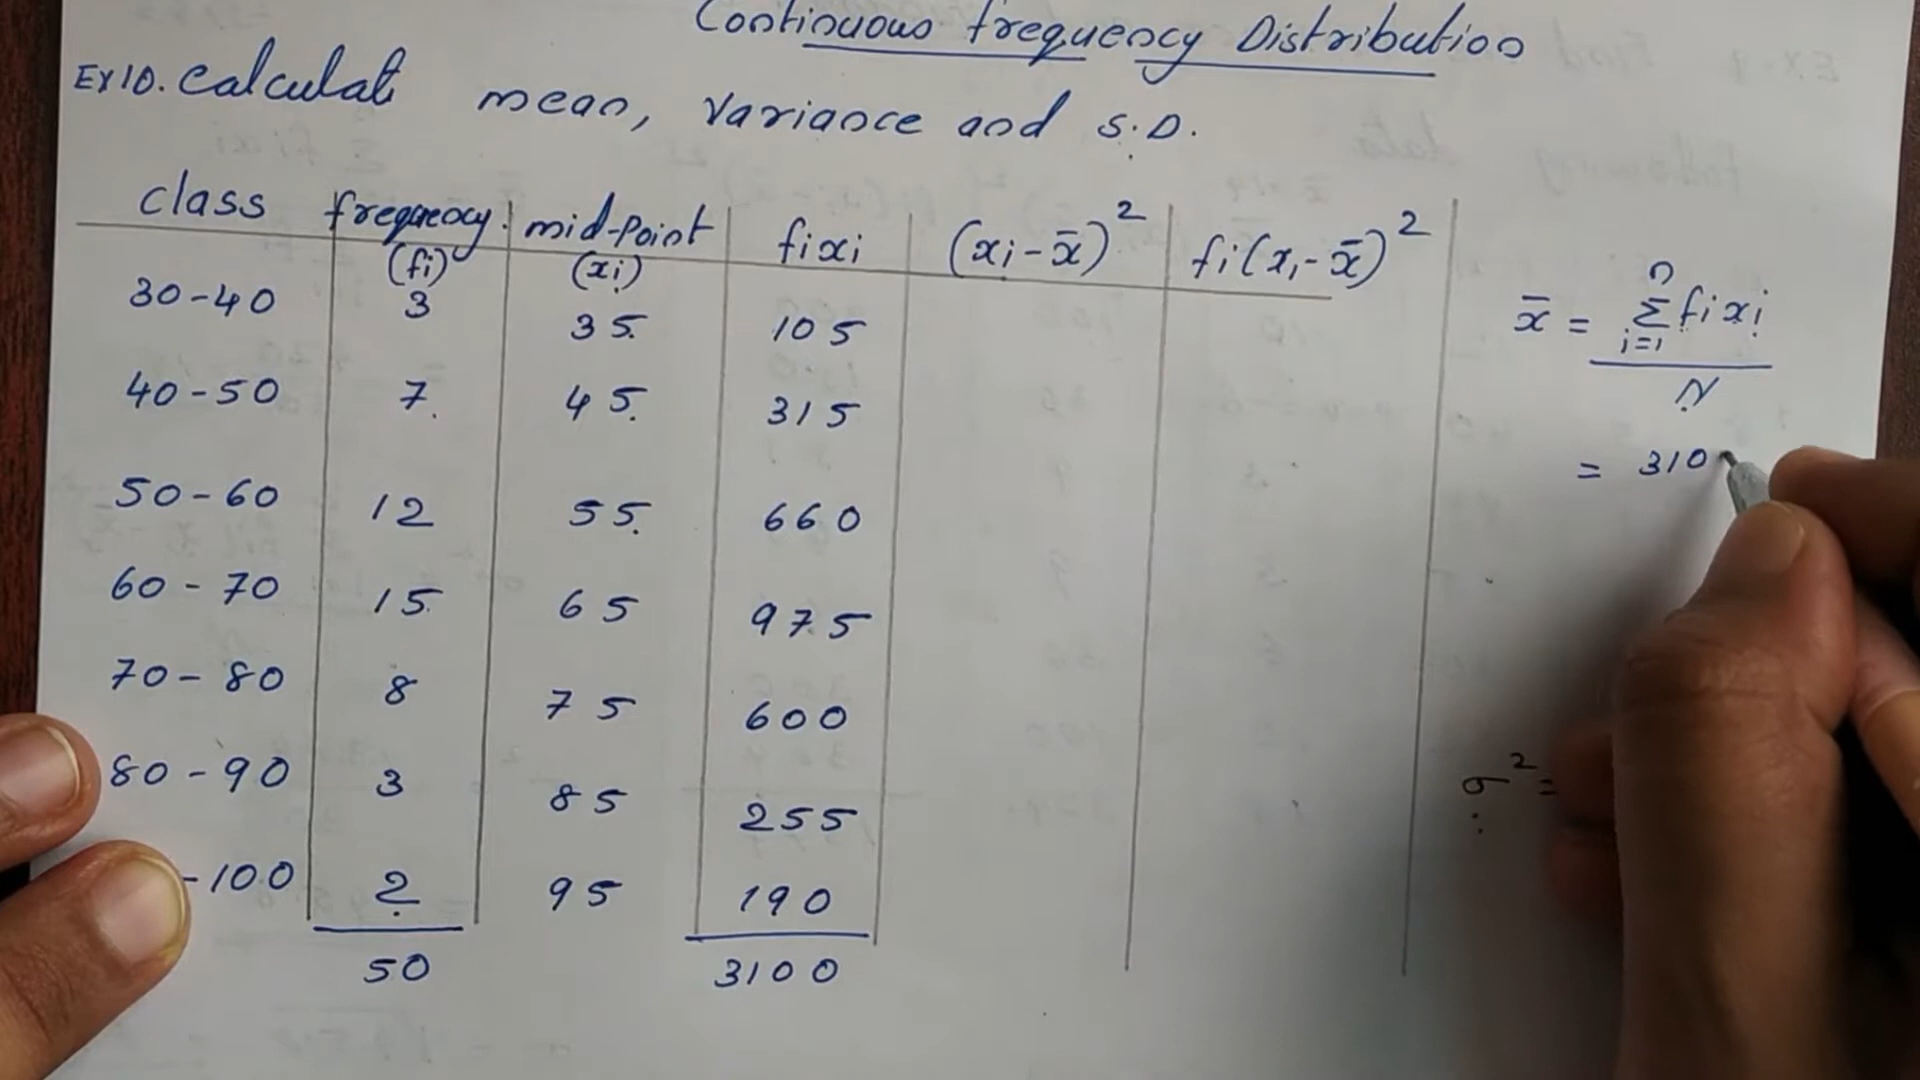 Continuous frequency Distribution
Ex10. Calculat mean, Variance and S.D.
class frequency mid-point fixi (xi-x̄)² fi(xi-x̄)²
(fi) (xi)
30-40 3 35 105
40-50 7 45 315
50-60 12 55 660
60-70 15 65 975
70-80 8 75 600
80-90 3 85 255
-100 2 95 190
50 3100
x̄ = n
Σ fixi
i=1
N
= 310
σ² =